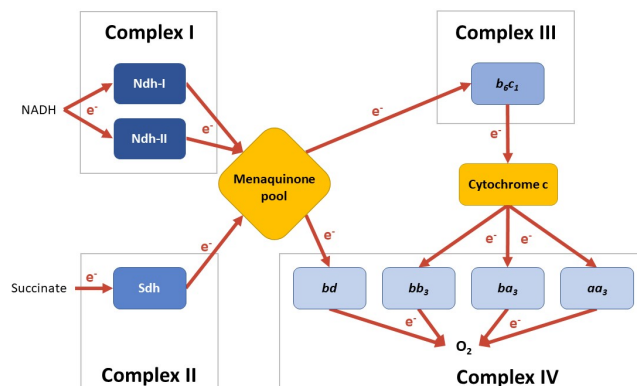 Complex I
Complex III
Ndh-I
b₆c₁
NADH
e⁻
e⁻
Ndh-II
e⁻
e⁻
Menaquinone
pool
Cytochrome c
e⁻
e⁻
e⁻
e⁻
Succinate
e⁻
Sdh
bd
bb₃
ba₃
aa₃
e⁻
e⁻
O₂
Complex II
Complex IV